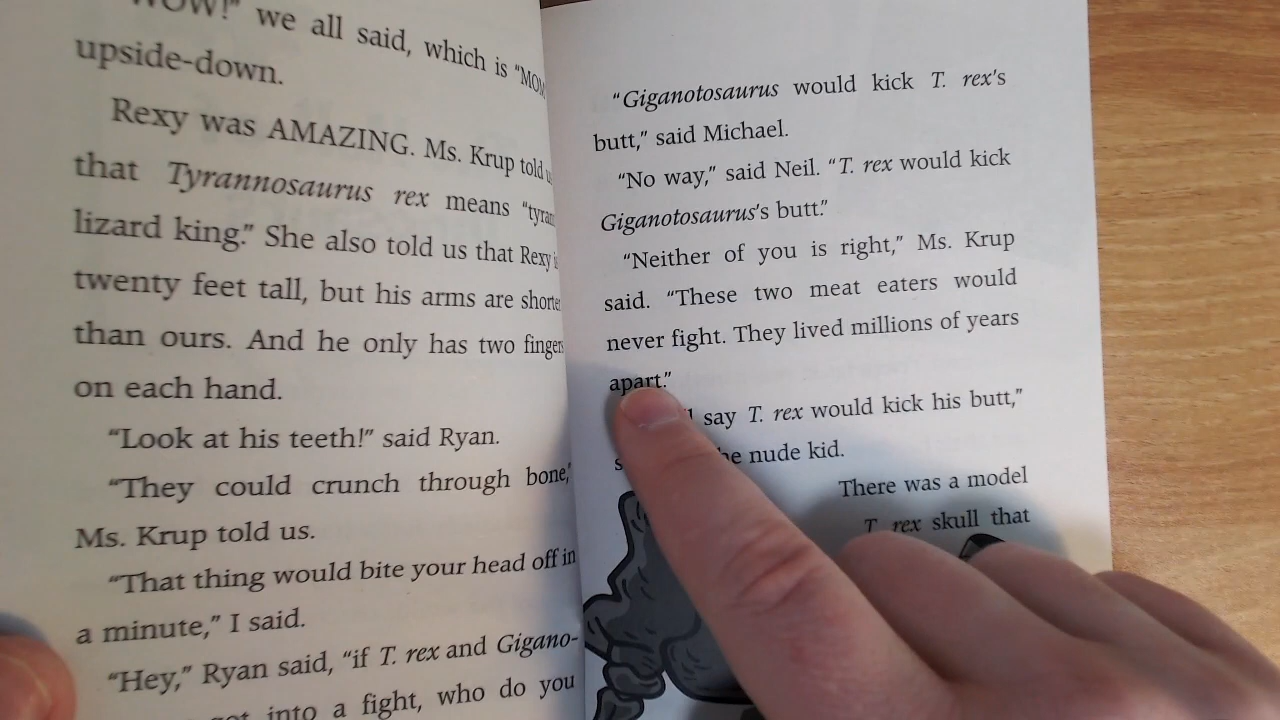 "WOW!" we all said, which is "MOM"
upside-down.
Rexy was AMAZING. Ms. Krup told
that Tyrannosaurus rex means
lizard king." She also told us that Rexy
twenty feet tall, but his arms are
than ours. And he only has two
on each hand.
"Look at his teeth!" said Ryan.
"They could crunch through bone,"
Ms. Krup told us.
"That thing would bite your head off in
a minute," I said.
"Hey," Ryan said, "if T. rex and Gigano-
got into a fight, who do you
"Giganotosaurus would kick T. rex's
butt," said Michael.
"No way," said Neil. "T. rex would kick
Giganotosaurus's butt."
"Neither of you is right," Ms. Krup
said. "These two meat eaters would
never fight. They lived millions of years
apart."
say T. rex would kick his butt,"
nude kid.
There was a model
T. rex skull that